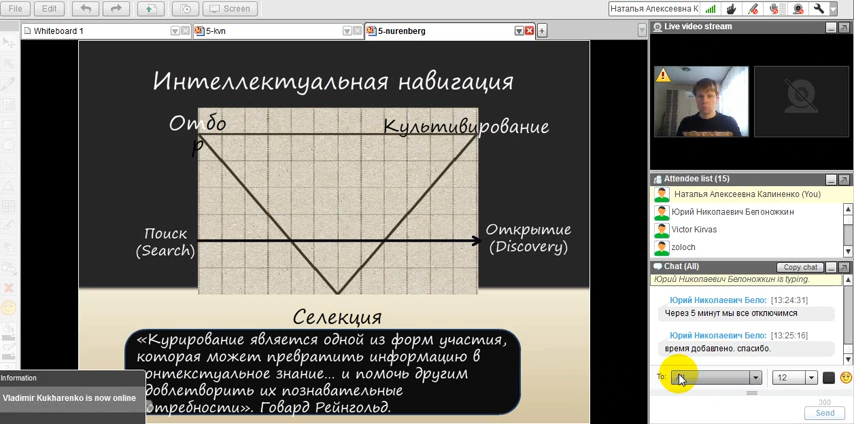 File
Edit
Screen
Наталья Алексеевна К
Whiteboard 1
5-kvn
5-nurenberg
Live video stream
Интеллектуальная навигация
Отбо
р
Культивирование
Поиск
(Search)
Открытие
(Discovery)
Селекция
«Курирование является одной из форм участия,
которая может превратить информацию в
контекстуальное знание... и помочь другим
удовлетворить их познавательные
потребности». Говард Рейнгольд.
Information
Vladimir Kukharenko is now online
Attendee list (15)
Наталья Алексеевна Калиненко (You)
Юрий Николаевич Белоножкин
Victor Kirvas
zoloch
Chat (All)
Copy chat
Юрий Николаевич Белоножкин is typing.
Юрий Николаевич Бело: [13:24:31]
Через 5 минут мы все отключимся
Юрий Николаевич Бело: [13:25:16]
время добавлено. спасибо.
To:
12
300
Send